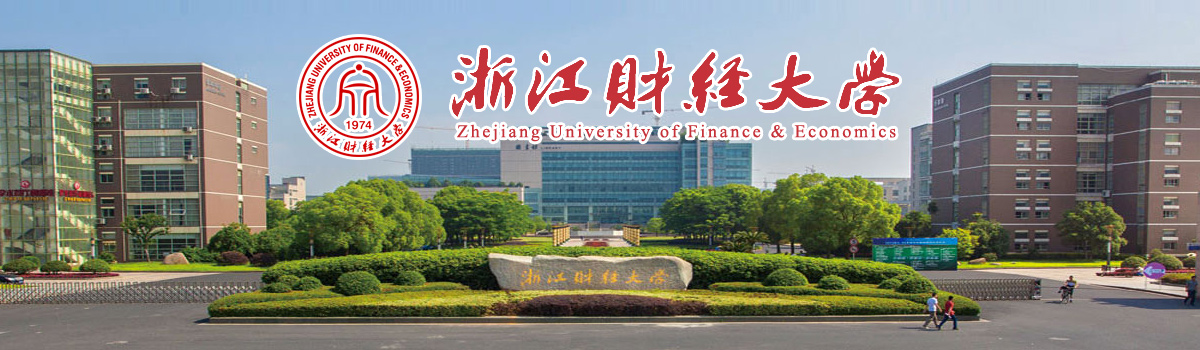 ZHEJIANG UNIVERSITY OF FINANCE & ECONOMICS
1974
浙江财经大学
浙江财经大学
Zhejiang University of Finance & Economics
浙江财经大学